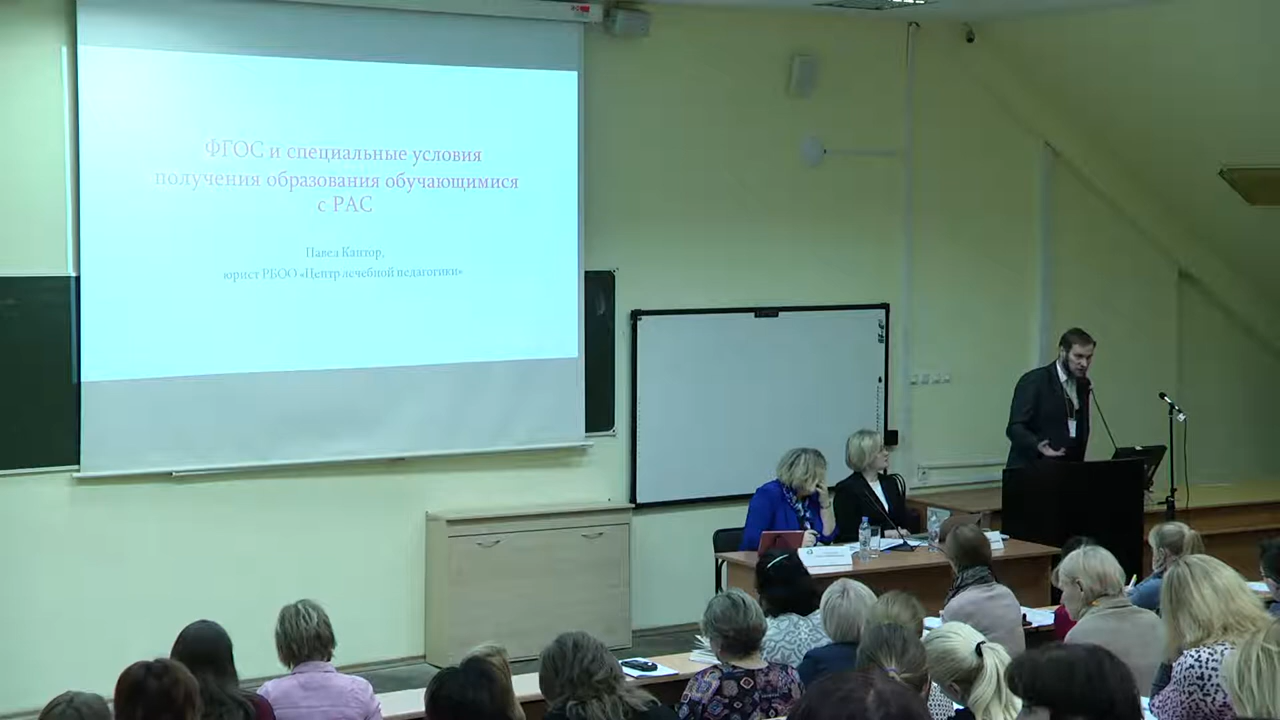 ФГОС и специальные условия
получения образования обучающимися
с РАС
Павел Кантор,
юрист РБОО «Центр лечебной педагогики»